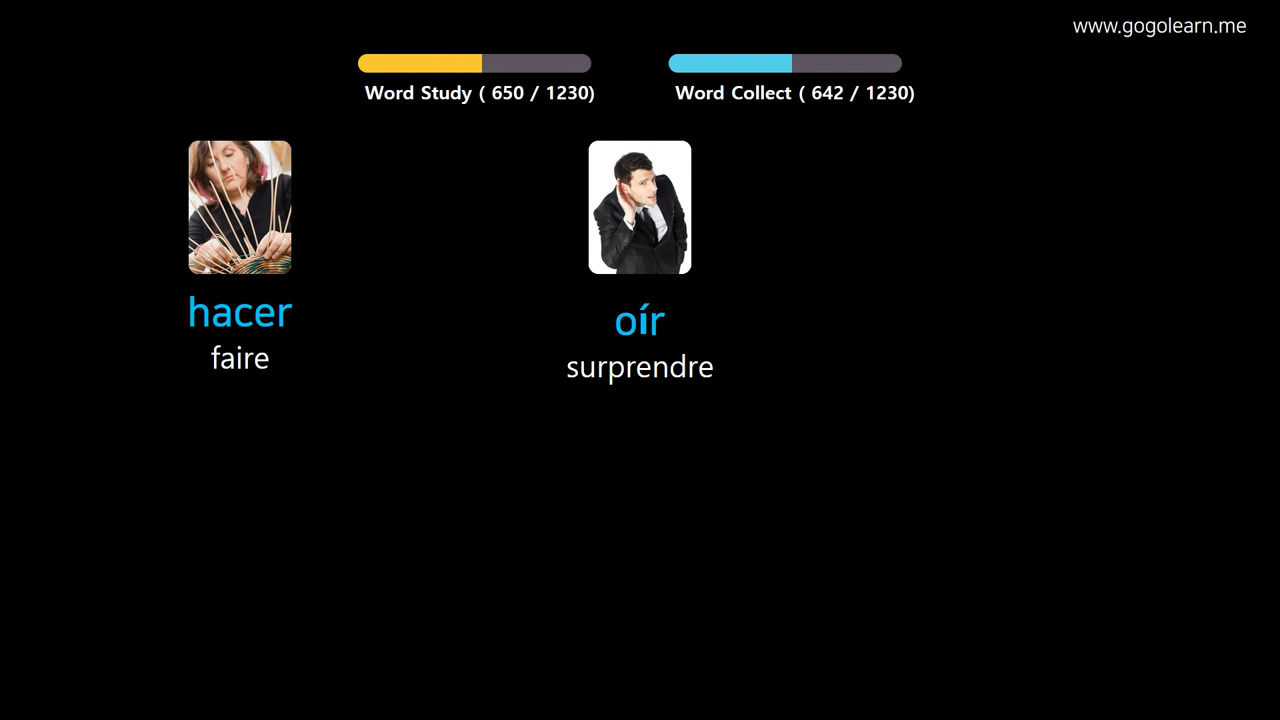 www.gogolearn.me
Word Study ( 650 / 1230)
Word Collect ( 642 / 1230)
hacer
faire
oír
surprendre